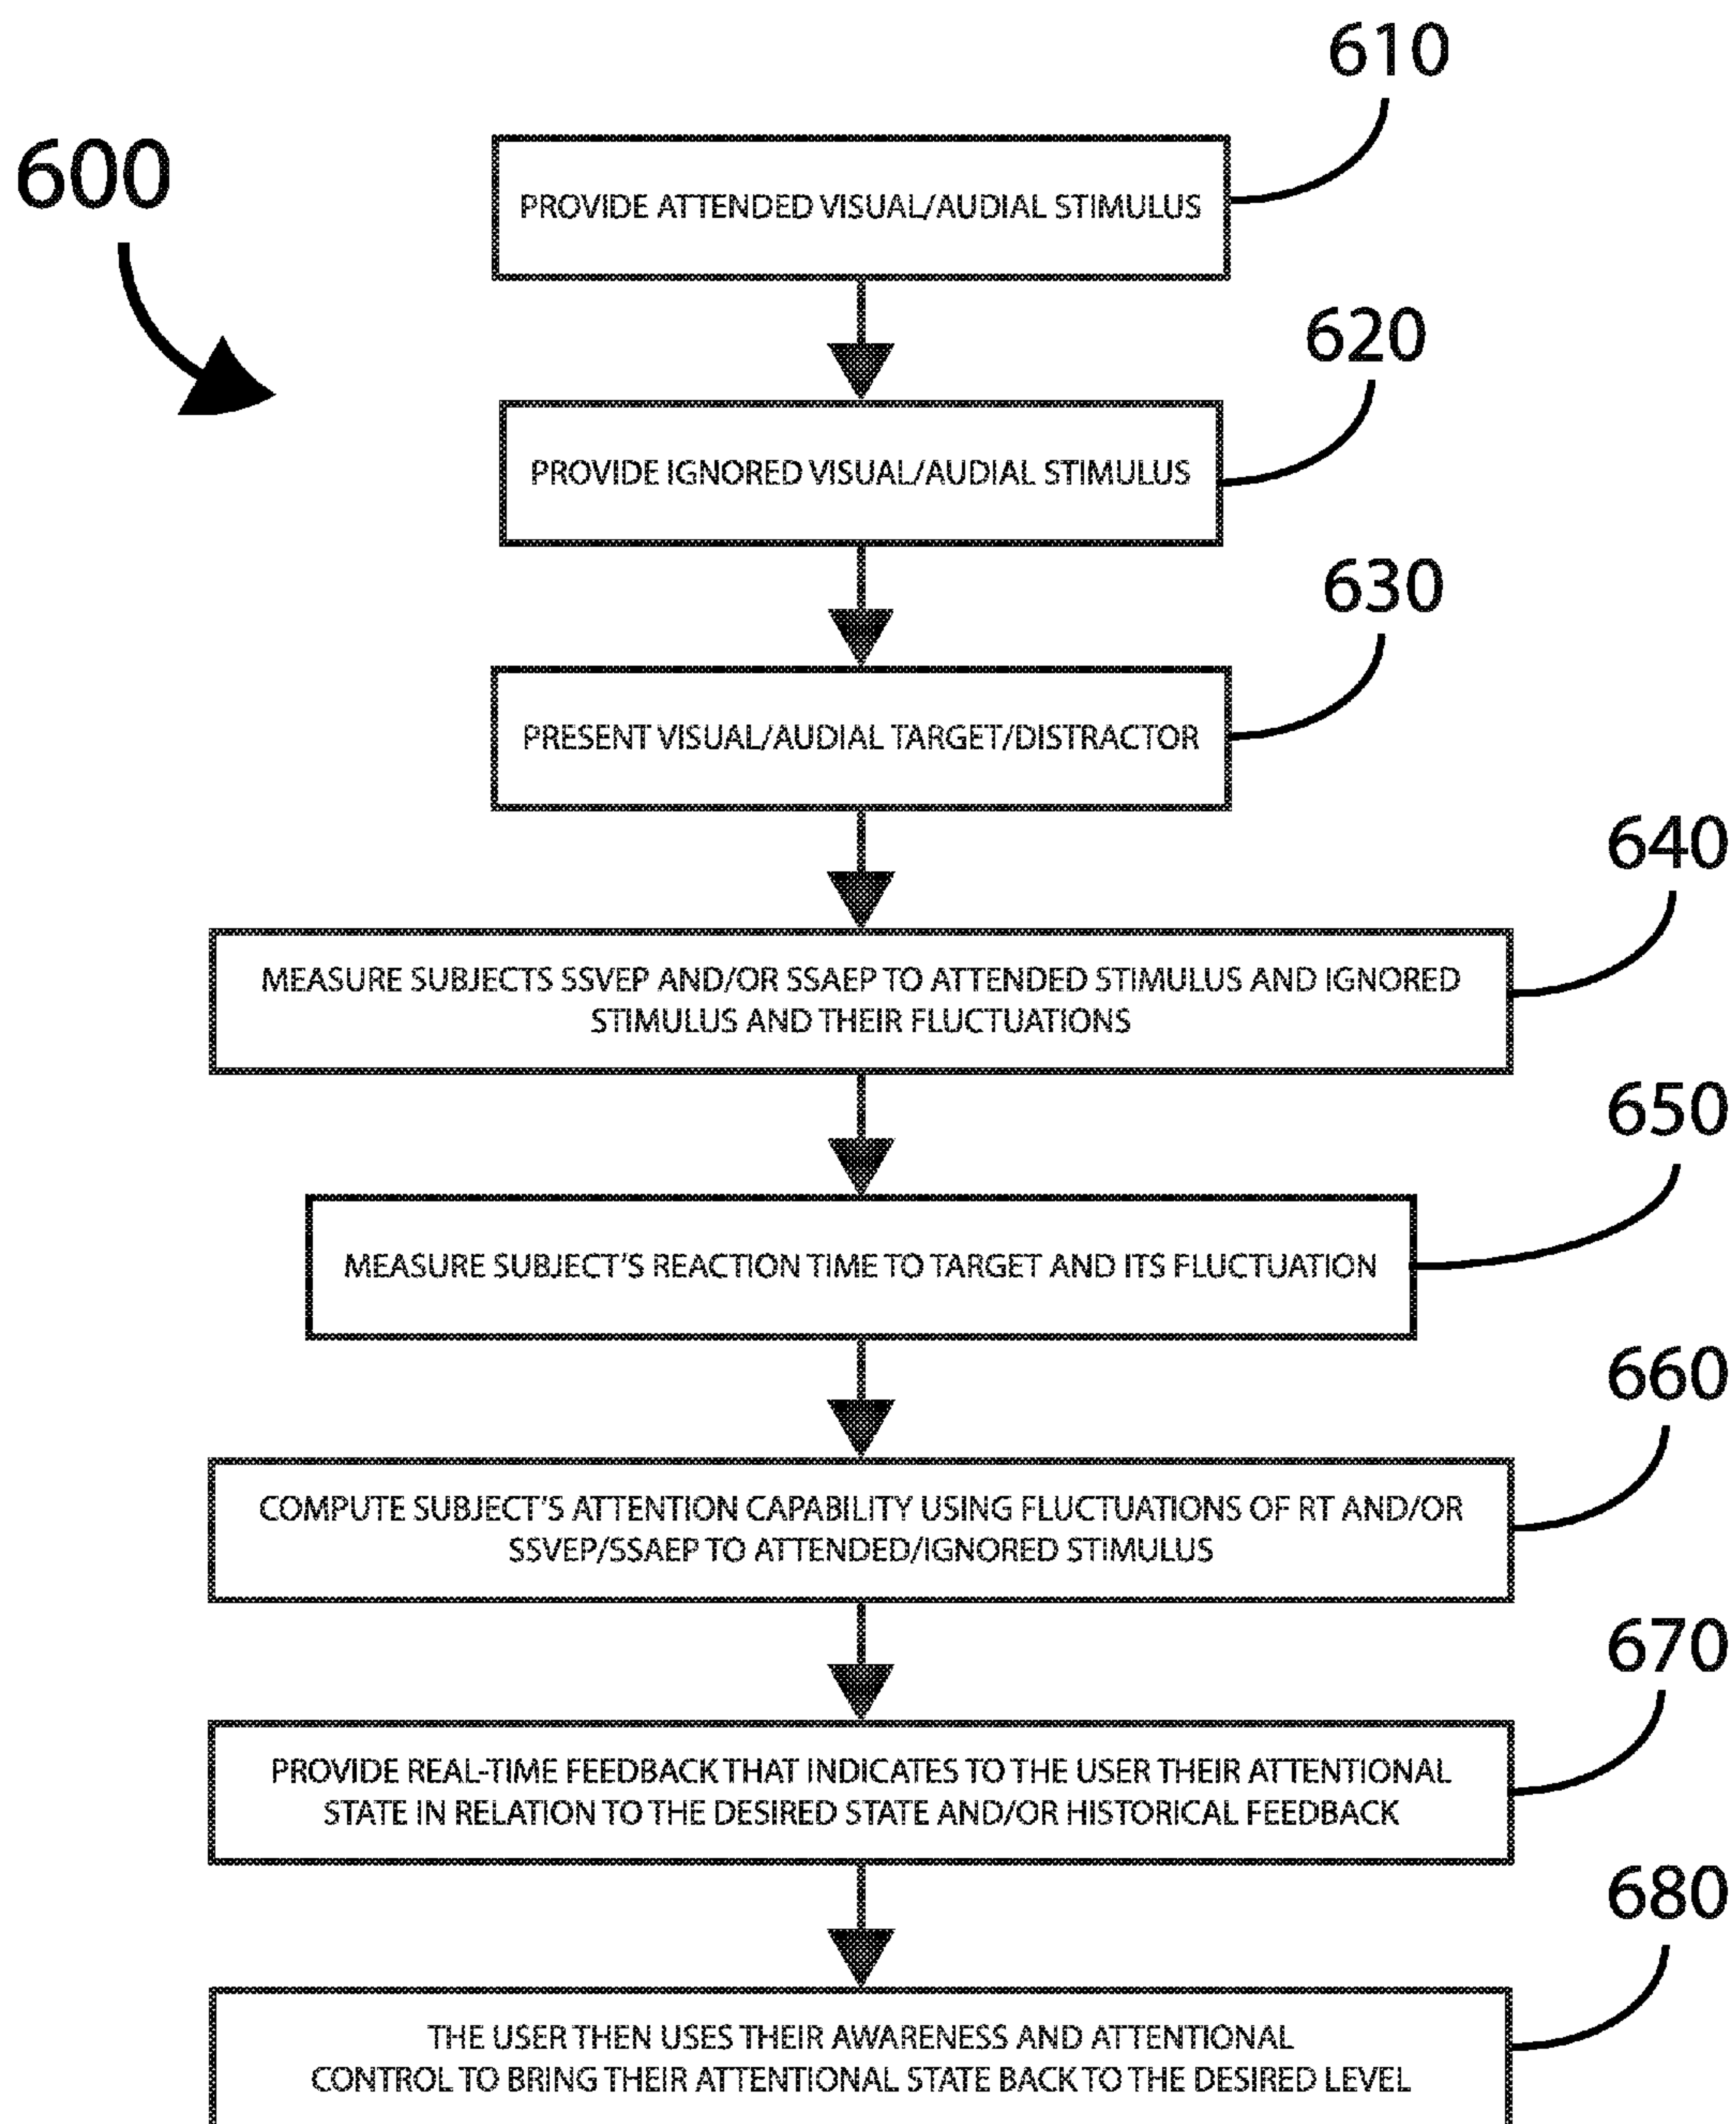 610
600
PROVIDE ATTENDED VISUAL/AUDIAL STIMULUS
620
PROVIDE IGNORED VISUAL/AUDIAL STIMULUS
630
PRESENT VISUAL/AUDIAL TARGET/DISTRACTOR
640
MEASURE SUBJECTS SSVEP AND/OR SSAEP TO ATTENDED STIMULUS AND IGNORED
STIMULUS AND THEIR FLUCTUATIONS
650
MEASURE SUBJECT'S REACTION TIME TO TARGET AND ITS FLUCTUATION
660
COMPUTE SUBJECT'S ATTENTION CAPABILITY USING FLUCTUATIONS OF RT AND/OR
SSVEP/SSAEP TO ATTENDED/IGNORED STIMULUS
670
PROVIDE REAL-TIME FEEDBACK THAT INDICATES TO THE USER THEIR ATTENTIONAL
STATE IN RELATION TO THE DESIRED STATE AND/OR HISTORICAL FEEDBACK
680
THE USER THEN USES THEIR AWARENESS AND ATTENTIONAL
CONTROL TO BRING THEIR ATTENTIONAL STATE BACK TO THE DESIRED LEVEL